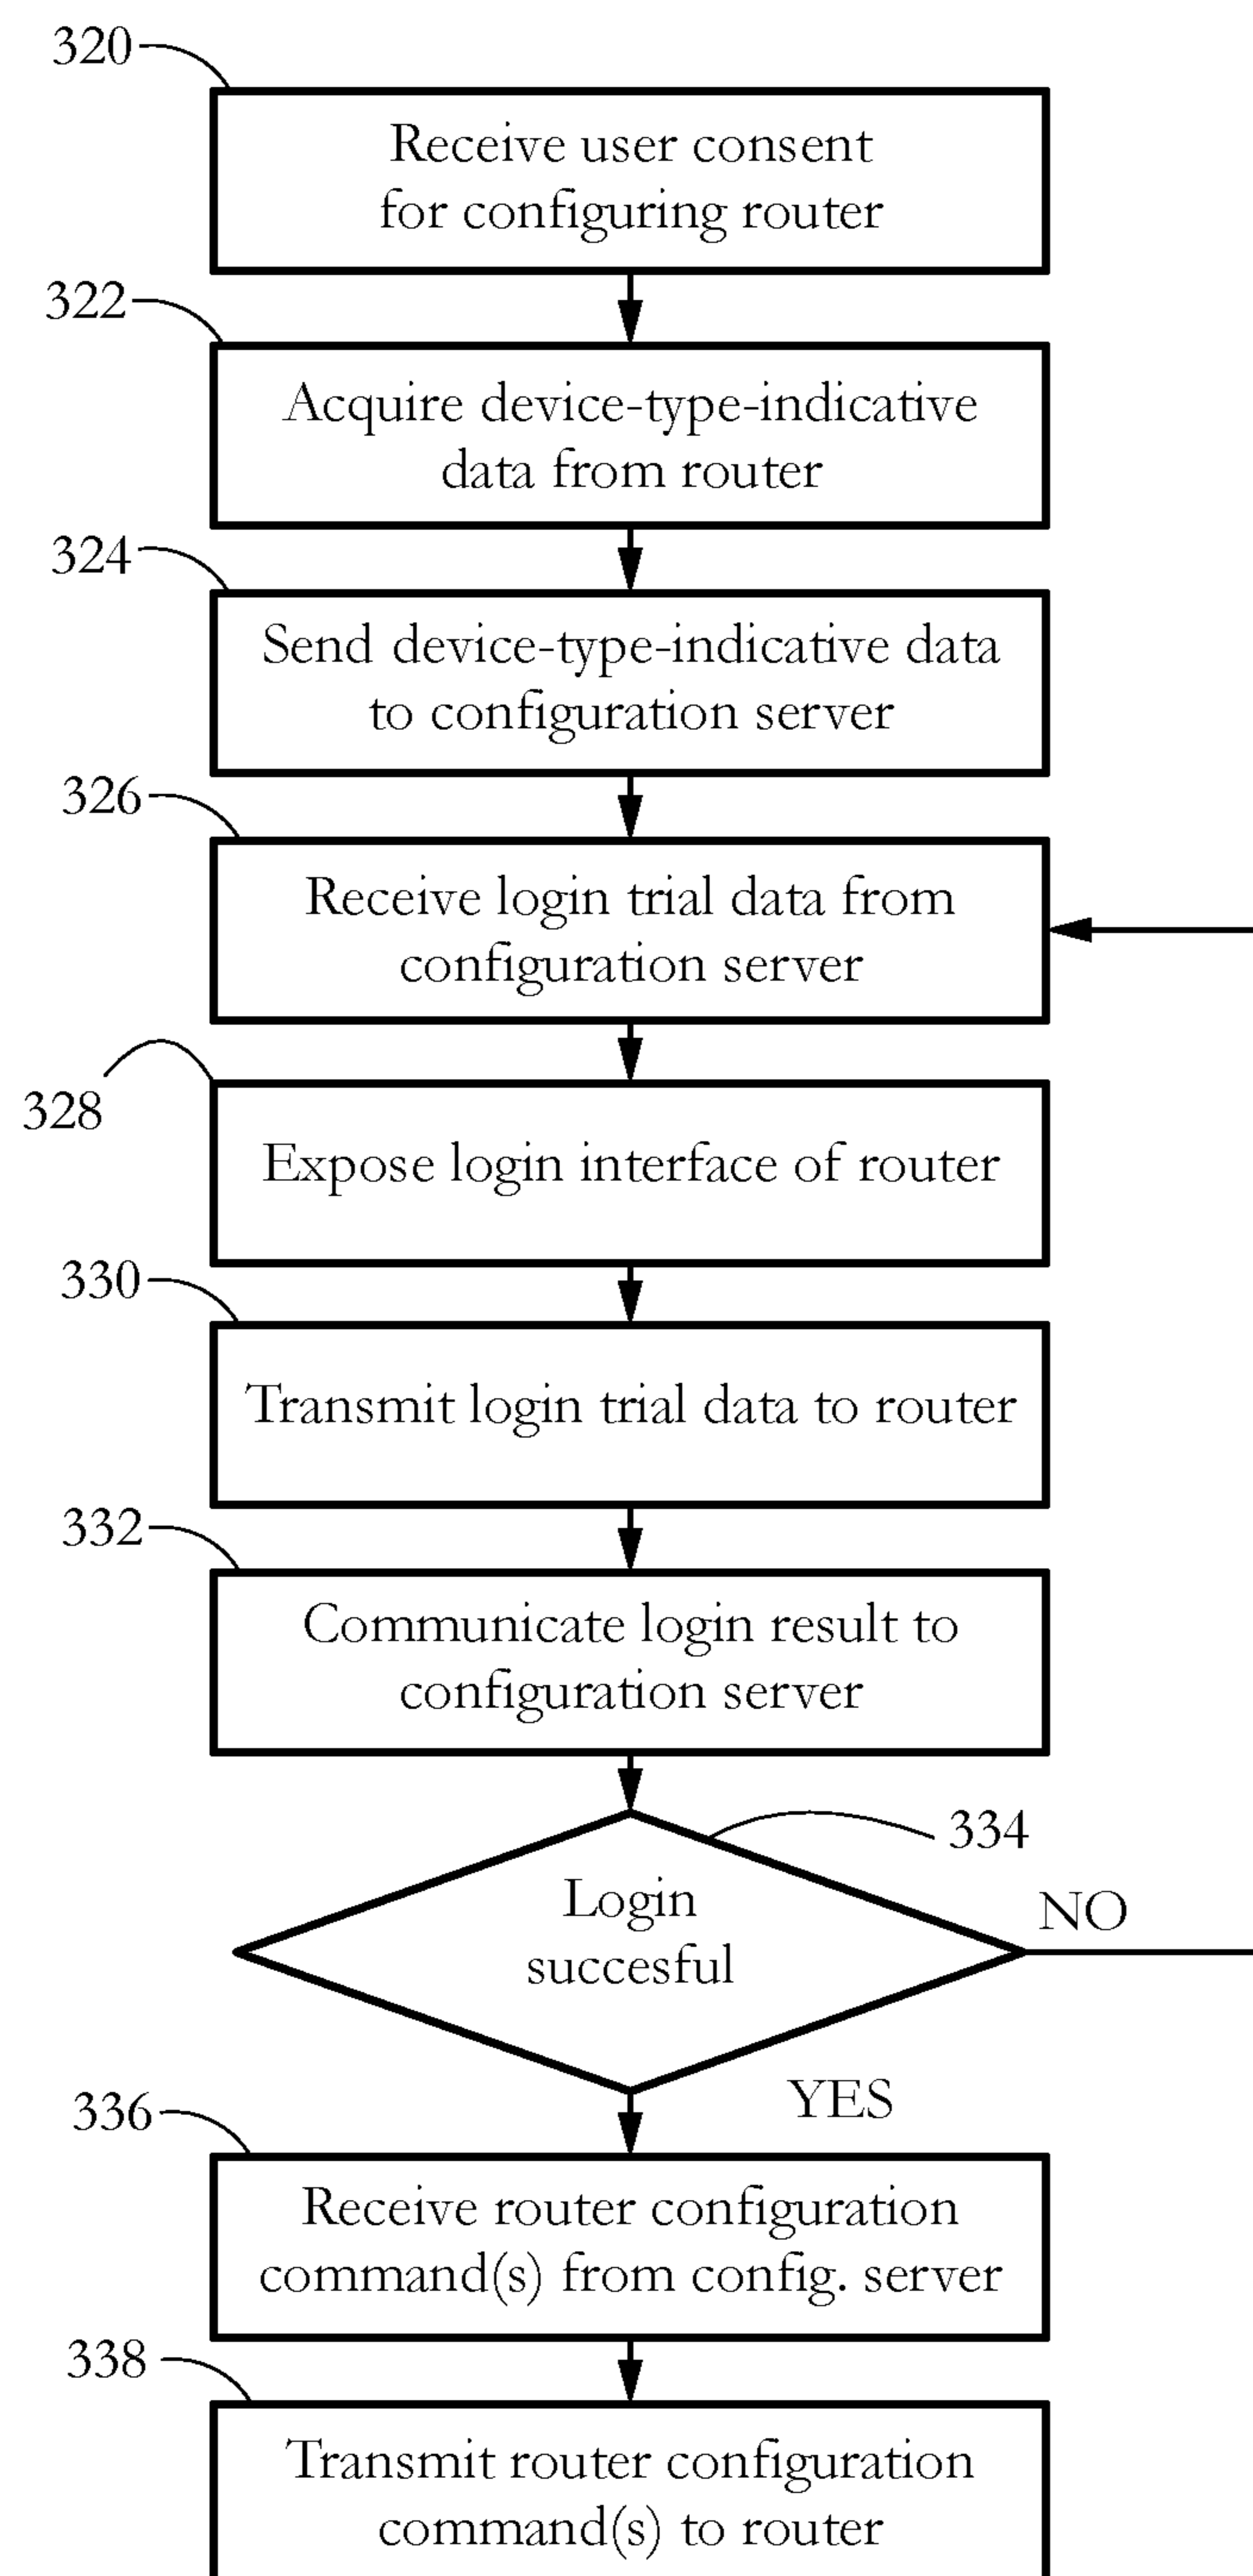 320
Receive user consent
for configuring router
322
Acquire device-type-indicative
data from router
324
Send device-type-indicative data
to configuration server
326
Receive login trial data from
configuration server
328
Expose login interface of router
330
Transmit login trial data to router
332
Communicate login result to
configuration server
334
Login
succesful
NO
YES
336
Receive router configuration
command(s) from config. server
338
Transmit router configuration
command(s) to router